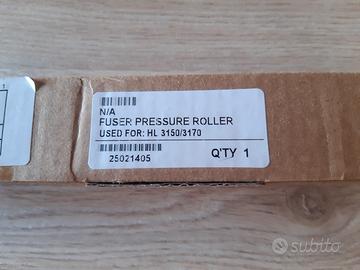 N/A
FUSER PRESSURE ROLLER
USED FOR: HL 3150/3170
25021405
Q'TY 1
subito